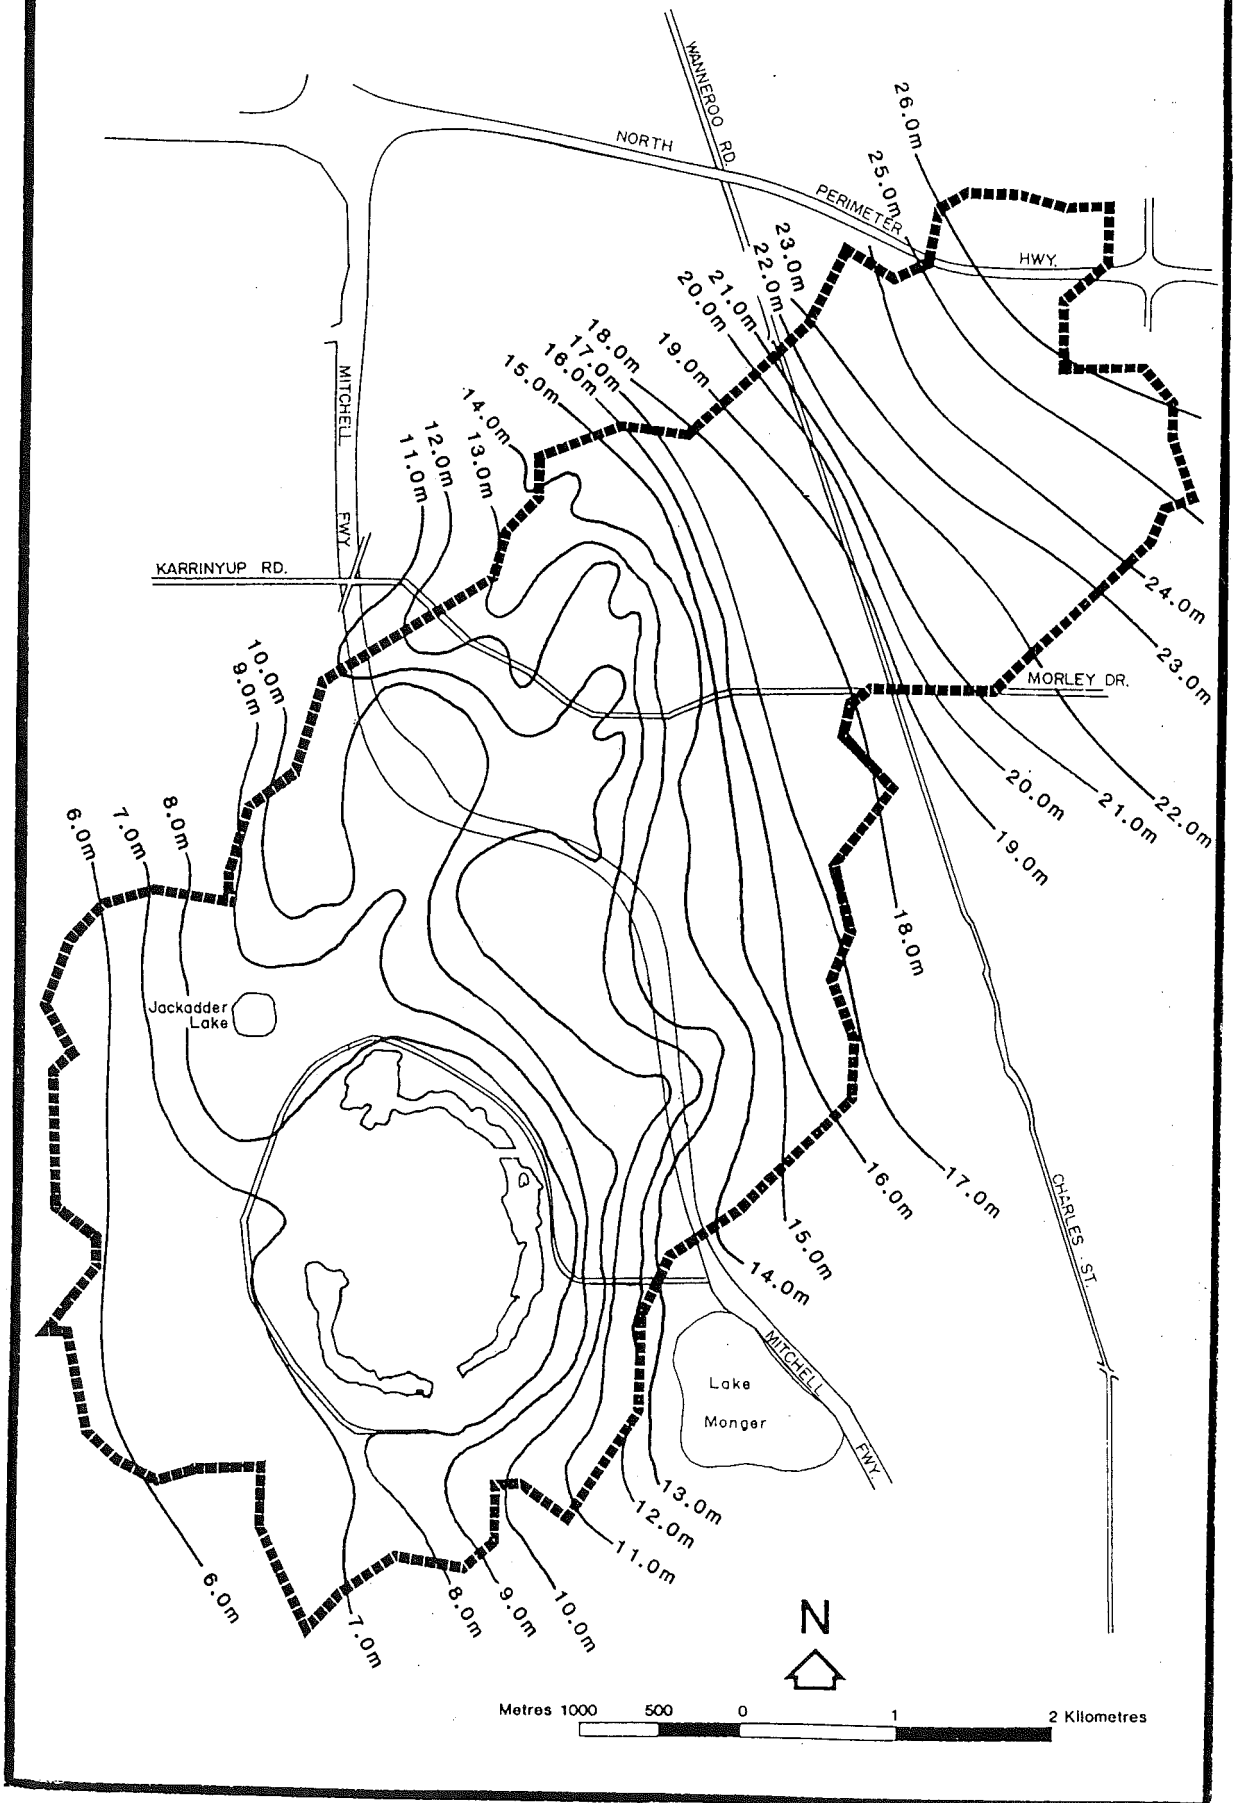 WANNEROO RD.
NORTH
PERIMETER
HWY.
26.0m
25.0m
23.0m
22.0m
21.0m
20.0m
19.0m
18.0m
17.0m
16.0m
15.0m
14.0m
13.0m
12.0m
11.0m
MITCHELL
FWY
KARRINYUP RD.
10.0m
9.0m
8.0m
7.0m
6.0m
24.0m
23.0m
MORLEY DR.
22.0m
21.0m
20.0m
19.0m
18.0m
Jackadder
Lake
17.0m
16.0m
15.0m
14.0m
CHARLES ST.
MITCHELL
FWY.
Lake
Monger
13.0m
12.0m
11.0m
10.0m
9.0m
8.0m
7.0m
6.0m
N
Metres 1000 500 0 1 2 Kilometres